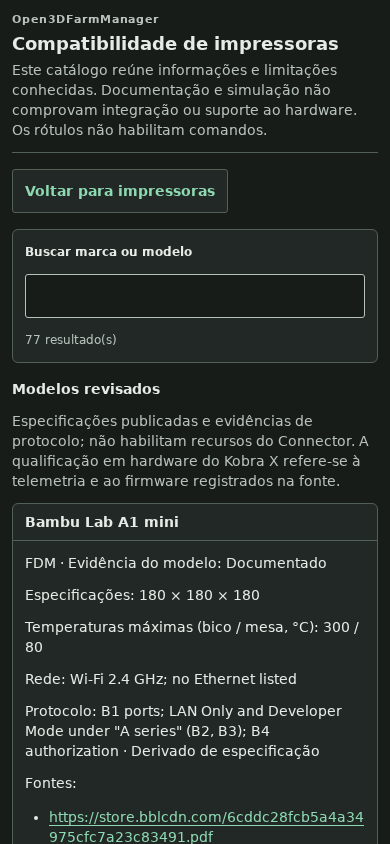 Open3DFarmManager
Compatibilidade de impressoras
Este catálogo reúne informações e limitações
conhecidas. Documentação e simulação não
comprovam integração ou suporte ao hardware.
Os rótulos não habilitam comandos.
Voltar para impressoras
Buscar marca ou modelo
77 resultado(s)
Modelos revisados
Especificações publicadas e evidências de
protocolo; não habilitam recursos do Connector. A
qualificação em hardware do Kobra X refere-se à
telemetria e ao firmware registrados na fonte.
Bambu Lab A1 mini
FDM · Evidência do modelo: Documentado
Especificações: 180 × 180 × 180
Temperaturas máximas (bico / mesa, °C): 300 /
80
Rede: Wi-Fi 2.4 GHz; no Ethernet listed
Protocolo: B1 ports; LAN Only and Developer
Mode under "A series" (B2, B3); B4
authorization · Derivado de especificação
Fontes:
• https://store.bblcdn.com/6cddc28fcb5a4a34
975cfc7a23c83491.pdf